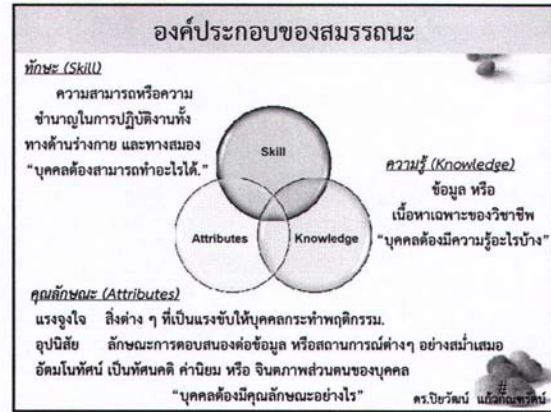 องค์ประกอบของสมรรถนะ
ทักษะ (Skill)
ความสามารถหรือความ
ชำนาญในการปฏิบัติงานทั้ง
ทางด้านร่างกาย และทางสมอง
“บุคคลต้องสามารถทำอะไรได้.”
Skill
Attributes
Knowledge
ความรู้ (Knowledge)
ข้อมูล หรือ
เนื้อหาเฉพาะของวิชาชีพ
“บุคคลต้องมีความรู้อะไรบ้าง”
คุณลักษณะ (Attributes)
แรงจูงใจ สิ่งต่าง ๆ ที่เป็นแรงขับให้บุคคลกระทำพฤติกรรม.
อุปนิสัย ลักษณะการตอบสนองต่อข้อมูล หรือสถานการณ์ต่างๆ อย่างสม่ำเสมอ
อัตมโนทัศน์ เป็นทัศนคติ ค่านิยม หรือ จินตภาพส่วนตนของบุคคล
“บุคคลต้องมีคุณลักษณะอย่างไร”
#
ดร.ปิยวัฒน์ แก้วกัณฑรัตน์